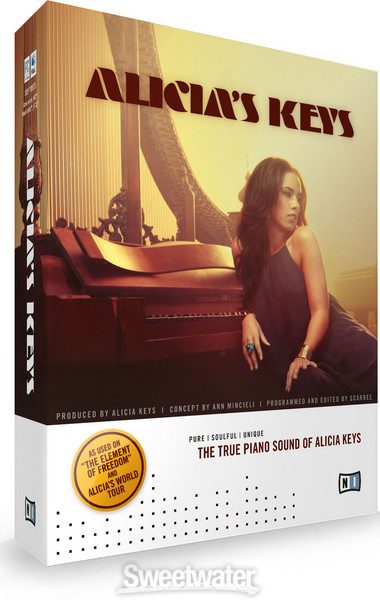 ALICIA'S KEYS
ALICIA'S KEYS
PRODUCED BY ALICIA KEYS | CONCEPT BY ANN MINCIELI | PROGRAMMED AND EDITED BY SCARBEE
PURE | SOULFUL | UNIQUE
THE TRUE PIANO SOUND OF ALICIA KEYS
AS USED ON
"THE ELEMENT
OF FREEDOM"
AND
ALICIA'S WORLD
TOUR
NI
Sweetwater